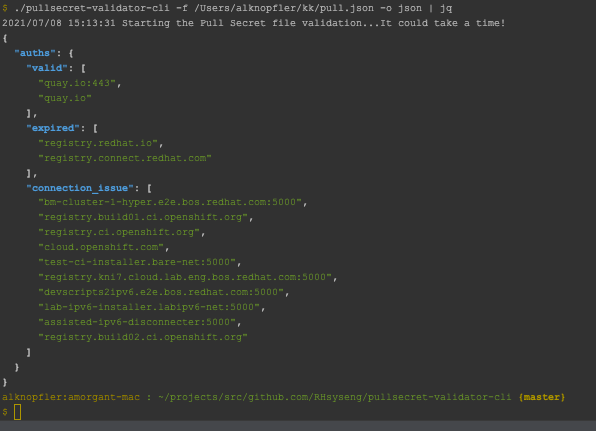 $ ./pullsecret-validator-cli -f /Users/alknopfler/kk/pull.json -o json | jq
2021/07/08 15:13:31 Starting the Pull Secret file validation...It could take a time!
{
  "auths": {
    "valid": [
      "quay.io:443",
      "quay.io"
    ],
    "expired": [
      "registry.redhat.io",
      "registry.connect.redhat.com"
    ],
    "connection_issue": [
      "bm-cluster-1-hyper.e2e.bos.redhat.com:5000",
      "registry.build01.ci.openshift.org",
      "registry.ci.openshift.org",
      "cloud.openshift.com",
      "test-ci-installer.bare-net:5000",
      "registry.kni7.cloud.lab.eng.bos.redhat.com:5000",
      "devscripts2ipv6.e2e.bos.redhat.com:5000",
      "lab-ipv6-installer.labipv6-net:5000",
      "assisted-ipv6-disconnecter:5000",
      "registry.build02.ci.openshift.org"
    ]
  }
}
alknopfler:amorgant-mac : ~/projects/src/github.com/RHsyseng/pullsecret-validator-cli {master}
$